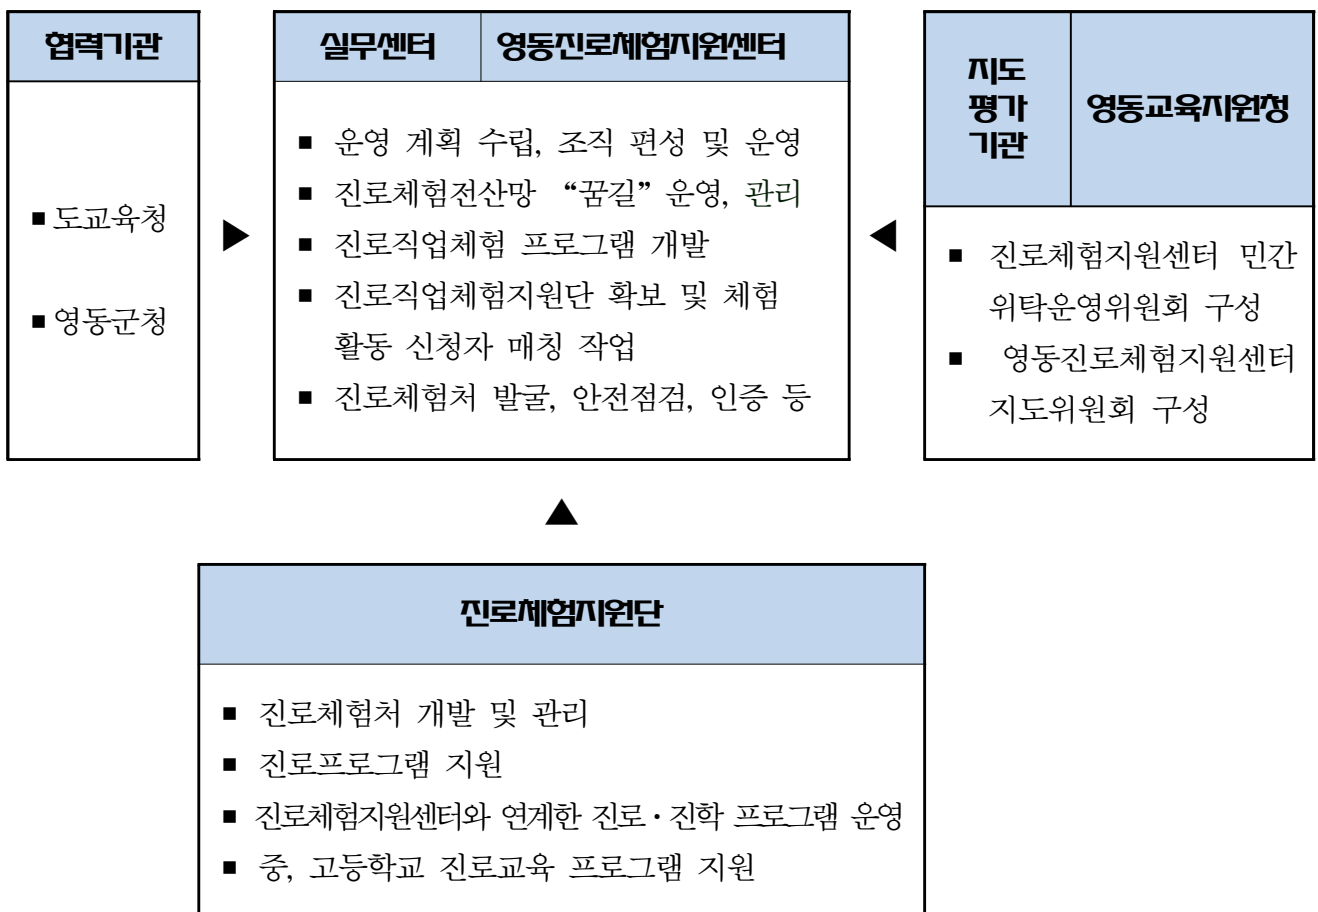 협력기관
■ 도교육청
■ 영동군청
▶
실무센터 영동진로체험지원센터
■ 운영 계획 수립, 조직 편성 및 운영
■ 진로체험전산망 “꿈길” 운영, 관리
■ 진로직업체험 프로그램 개발
■ 진로직업체험지원단 확보 및 체험
활동 신청자 매칭 작업
■ 진로체험처 발굴, 안전점검, 인증 등
◀
지도
평가
기관
영동교육지원청
■ 진로체험지원센터 민간
위탁운영위원회 구성
■ 영동진로체험지원센터
지도위원회 구성
▲
진로체험지원단
■ 진로체험처 개발 및 관리
■ 진로프로그램 지원
■ 진로체험지원센터와 연계한 진로・진학 프로그램 운영
■ 중, 고등학교 진로교육 프로그램 지원